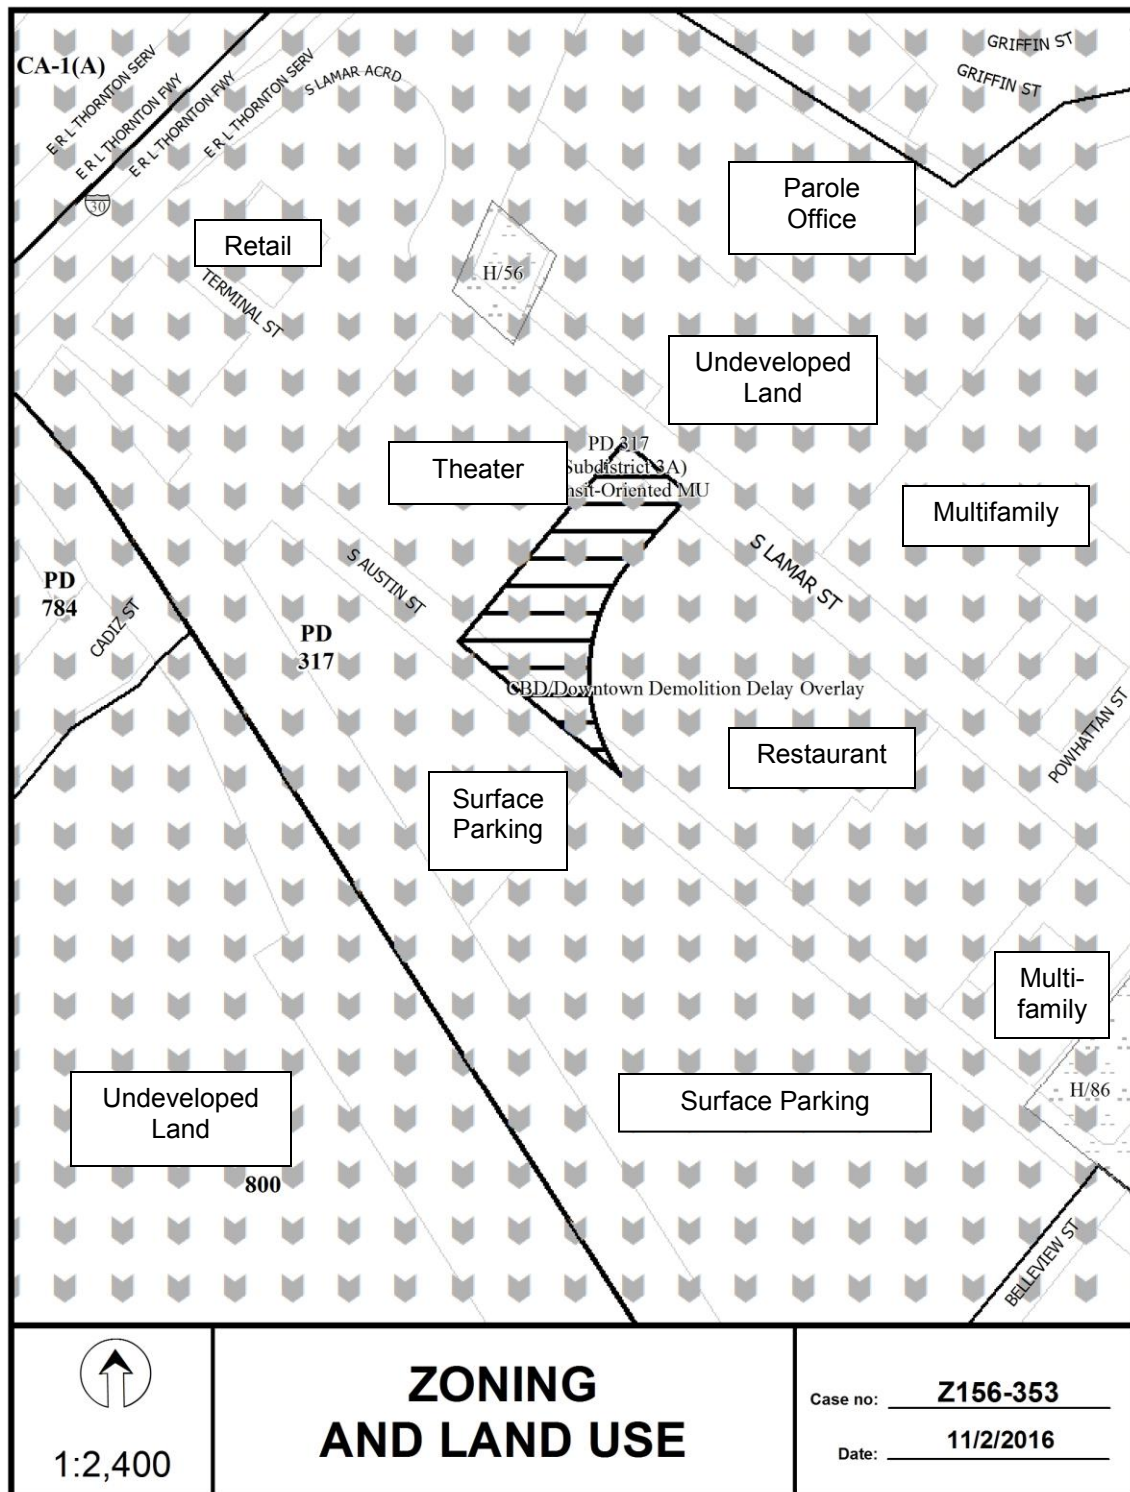 GRIFFIN ST
GRIFFIN ST
CA-1(A)
E R L THORNTON SERV
E R L THORNTON FWY
E R L THORNTON FWY
E R L THORNTON SERV
S LAMAR ACRD
30
Parole
Office
Retail
H/56
TERMINAL ST
Undeveloped
Land
PD 317
Subdistrict 3A)
nsit-Oriented MU
Theater
Multifamily
S LAMAR ST
S AUSTIN ST
PD
784
CADIZ ST
PD
317
CBD/Downtown Demolition Delay Overlay
POWHATTAN ST
Restaurant
Surface
Parking
Multi-
family
H/86
Undeveloped
Land
Surface Parking
800
BELLEVIEW ST
1:2,400
ZONING
AND LAND USE
Case no: Z156-353
Date: 11/2/2016